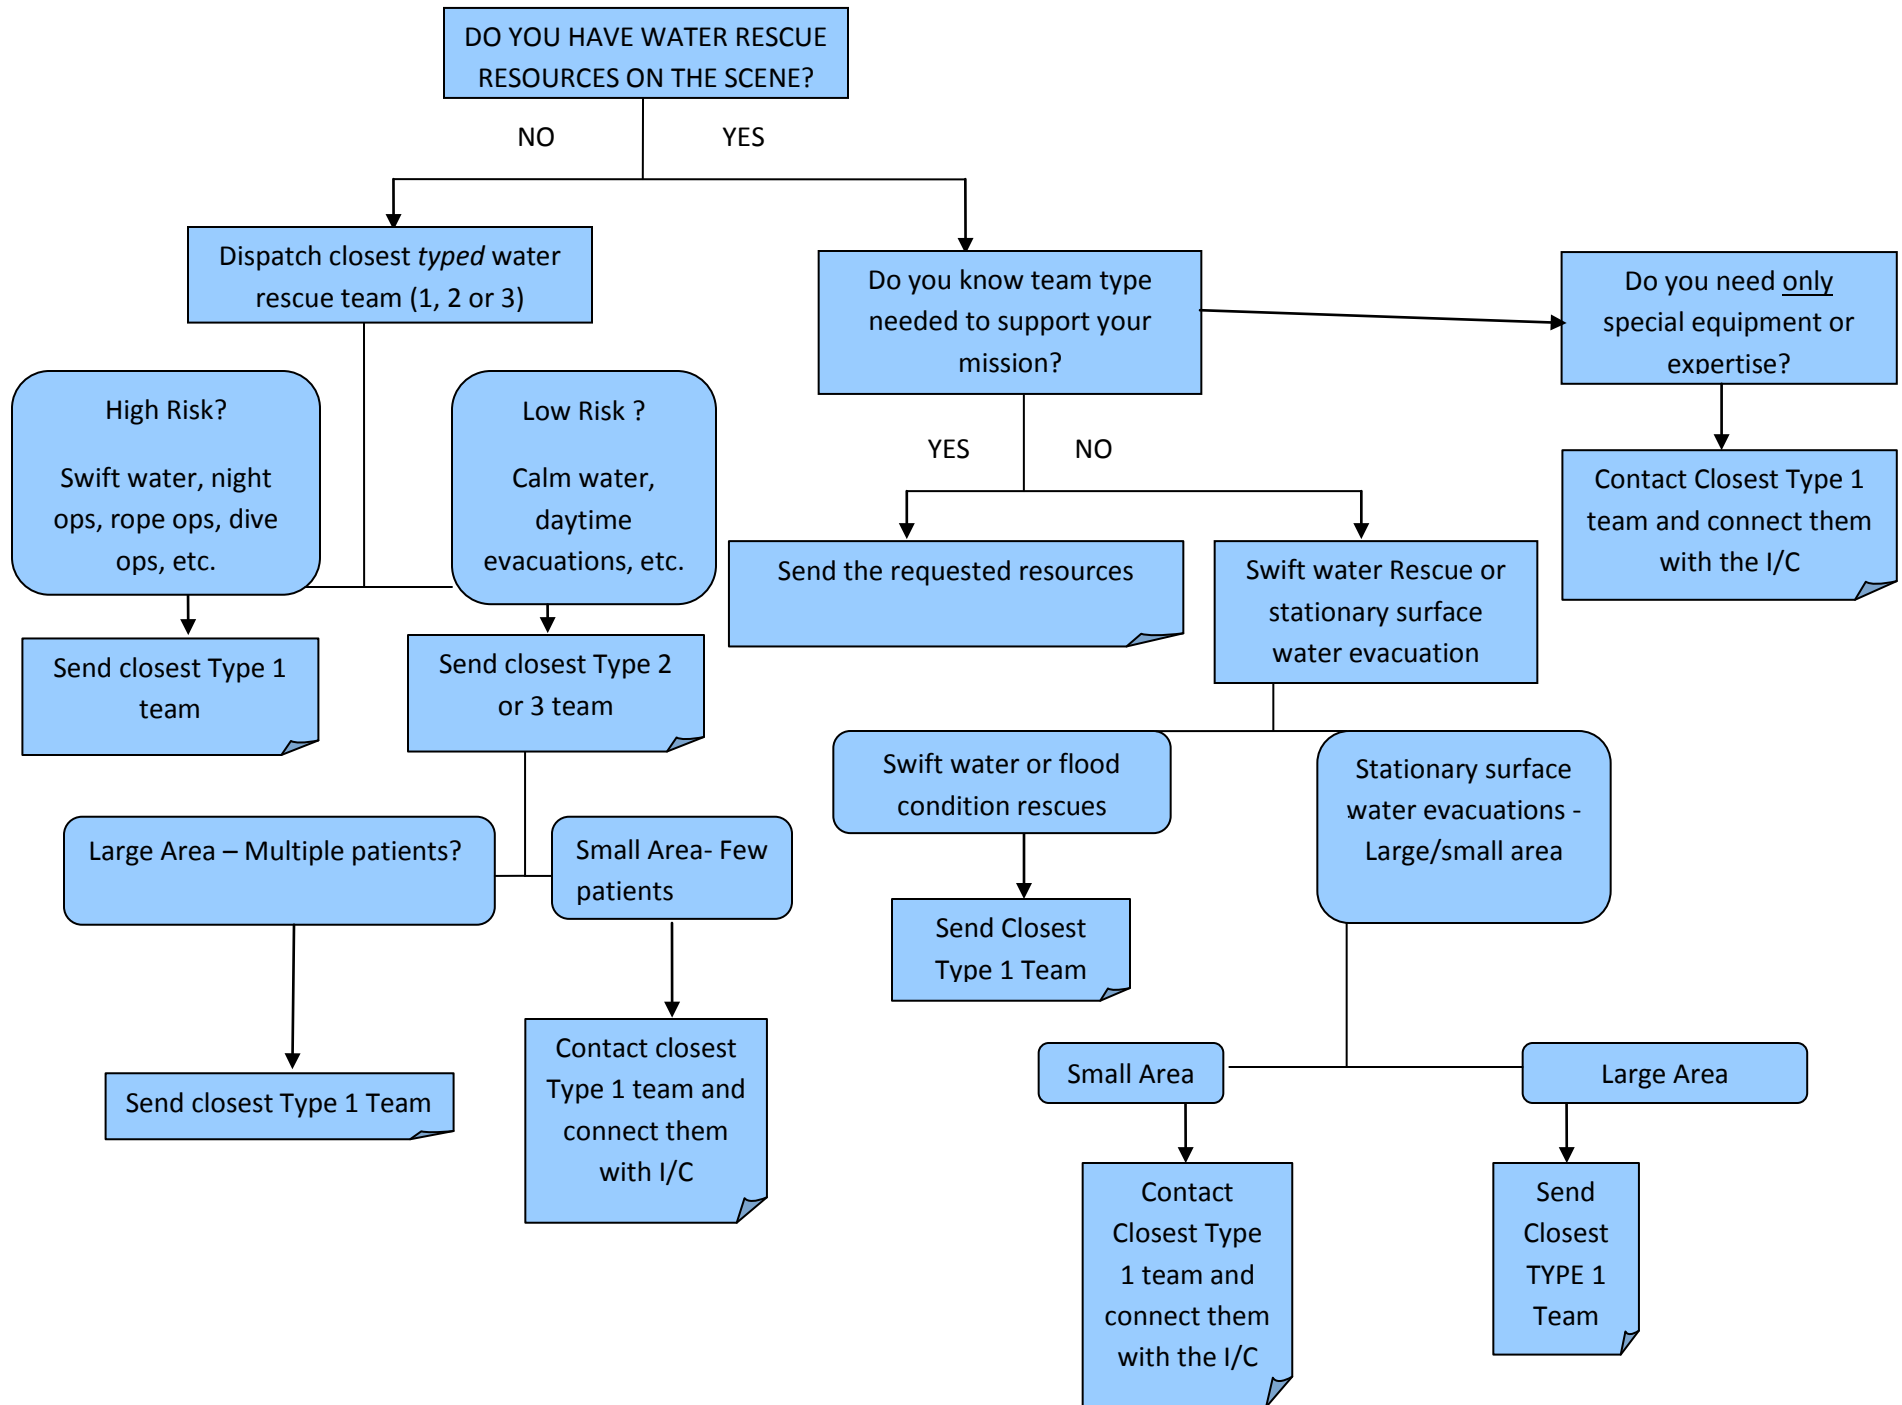 DO YOU HAVE WATER RESCUE
RESOURCES ON THE SCENE?
NO
YES
Dispatch closest typed water
rescue team (1, 2 or 3)
Do you know team type
needed to support your
mission?
Do you need only
special equipment or
expertise?
High Risk?
Swift water, night
ops, rope ops, dive
ops, etc.
Low Risk ?
Calm water,
daytime
evacuations, etc.
YES
NO
Contact Closest Type 1
team and connect them
with the I/C
Send the requested resources
Swift water Rescue or
stationary surface
water evacuation
Send closest Type 1
team
Send closest Type 2
or 3 team
Swift water or flood
condition rescues
Stationary surface
water evacuations -
Large/small area
Large Area – Multiple patients?
Small Area- Few
patients
Send Closest
Type 1 Team
Contact closest
Type 1 team and
connect them
with I/C
Send closest Type 1 Team
Small Area
Large Area
Contact
Closest Type
1 team and
connect them
with the I/C
Send
Closest
TYPE 1
Team